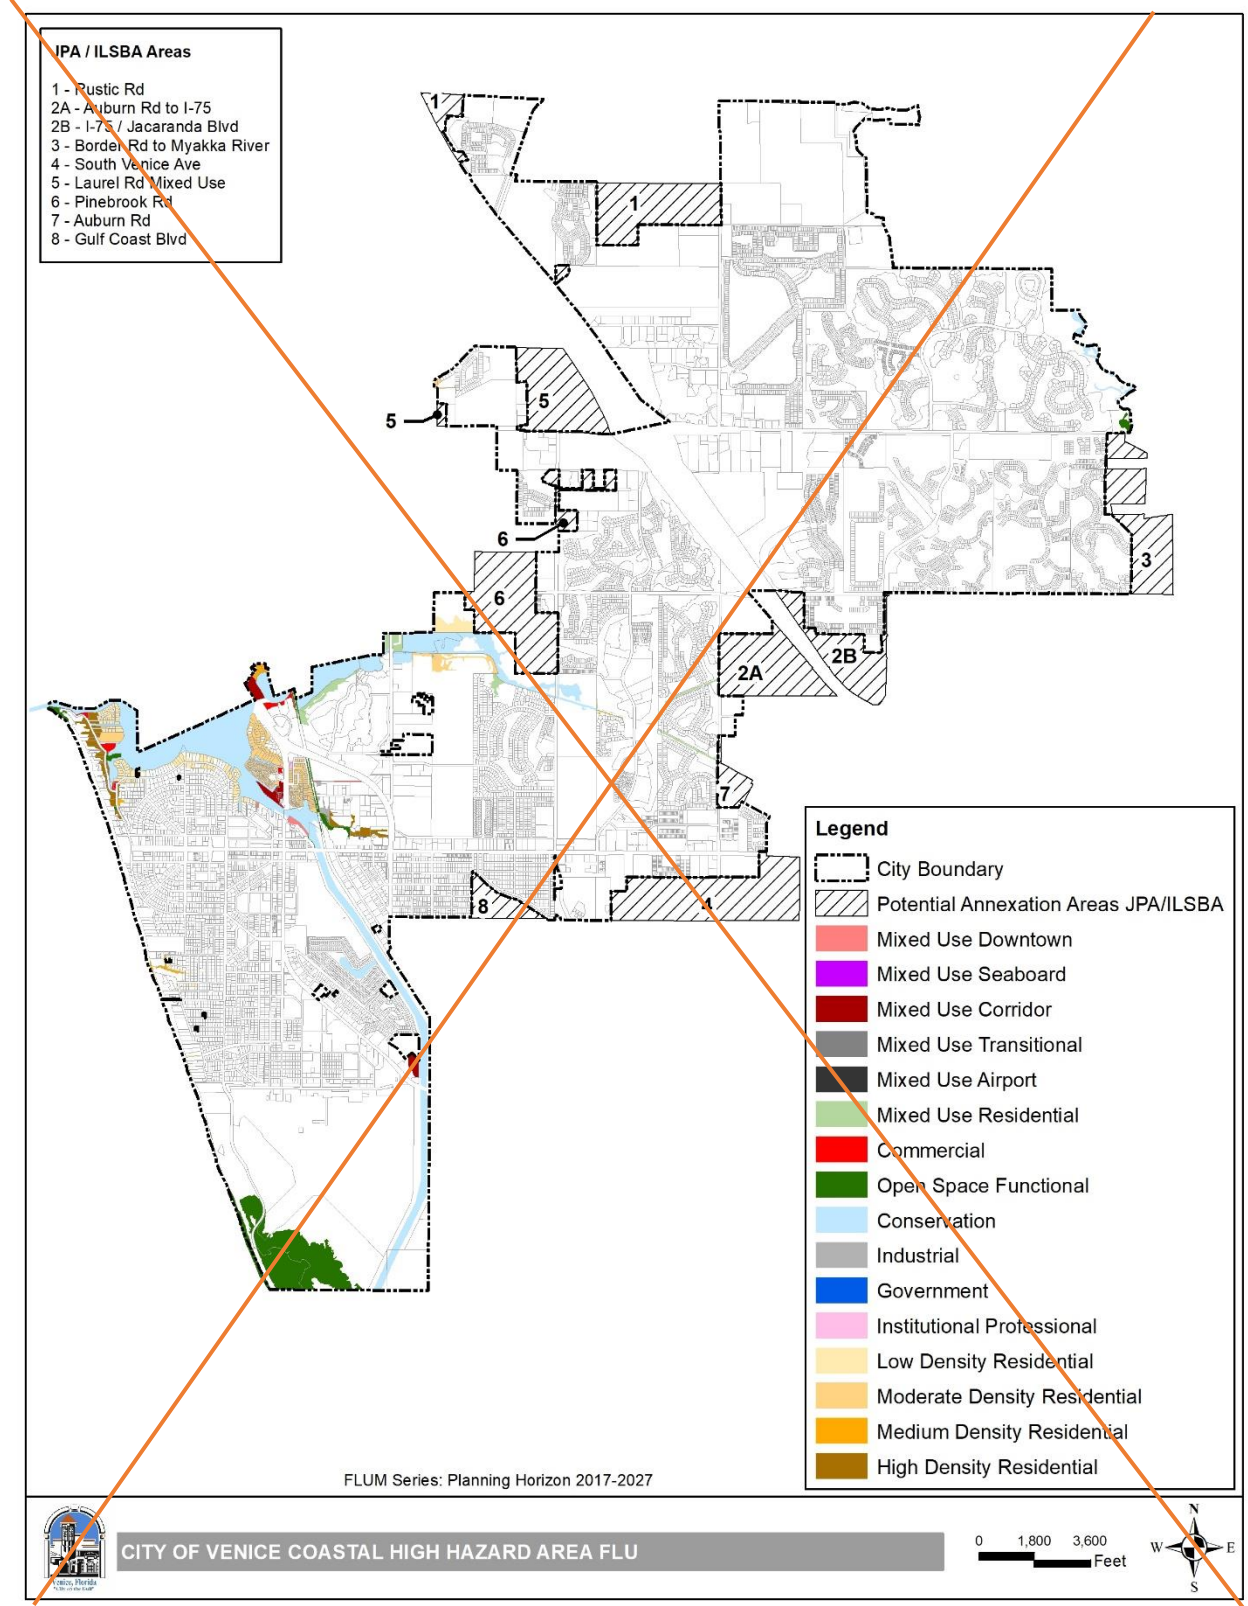 JPA / ILSBA Areas
1 - Rustic Rd
2A - Auburn Rd to I-75
2B - I-75 / Jacaranda Blvd
3 - Border Rd to Myakka River
4 - South Venice Ave
5 - Laurel Rd Mixed Use
6 - Pinebrook Rd
7 - Auburn Rd
8 - Gulf Coast Blvd
1
1
5
5
6
3
6
2B
2A
7
8
4
Legend
City Boundary
Potential Annexation Areas JPA/ILSBA
Mixed Use Downtown
Mixed Use Seaboard
Mixed Use Corridor
Mixed Use Transitional
Mixed Use Airport
Mixed Use Residential
Commercial
Open Space Functional
Conservation
Industrial
Government
Institutional Professional
Low Density Residential
Moderate Density Residential
Medium Density Residential
High Density Residential
FLUM Series: Planning Horizon 2017-2027
Venice, Florida
"City on the Gulf"
CITY OF VENICE COASTAL HIGH HAZARD AREA FLU
0 1,800 3,600
Feet
N
W E
S